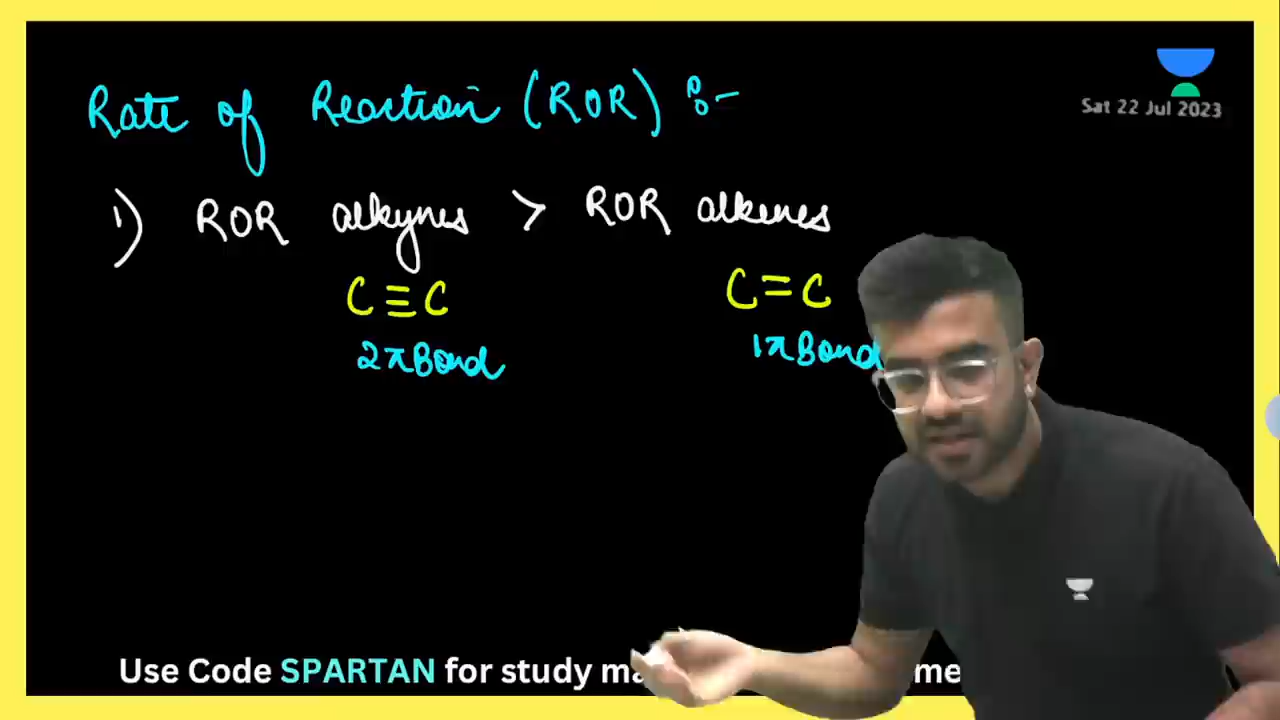 Rate of Reaction (ROR) :-
Sat 22 Jul 2023
1) ROR alkynes > ROR alkenes
C≡C C=C
2π Bond 1π Bond
Use Code SPARTAN for study ma me